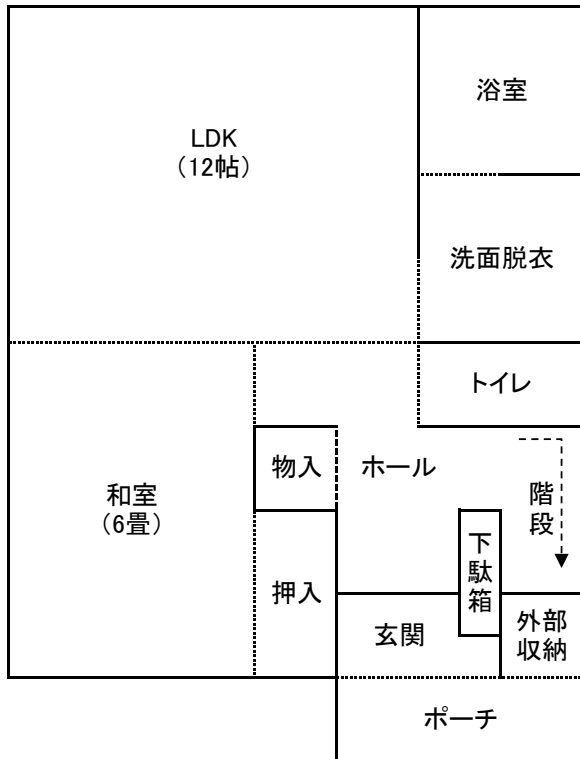 浴室
LDK
（12帖）
洗面脱衣
トイレ
物入
ホール
和室
（6畳）
階段
下駄箱
押入
玄関
外部
収納
ポーチ